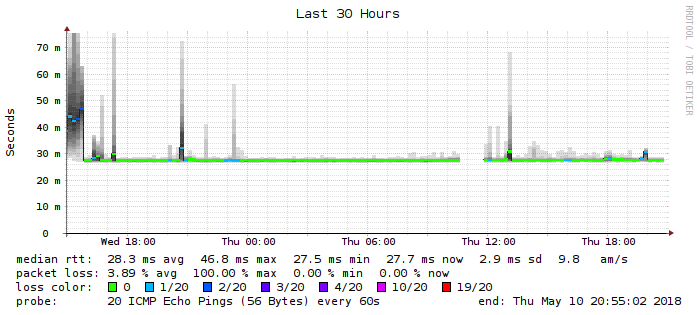 Last 30 Hours
RRDTOOL / TOBI OETIKER
Seconds
70 m
60 m
50 m
40 m
30 m
20 m
10 m
0
Wed 18:00 Thu 00:00 Thu 06:00 Thu 12:00 Thu 18:00
median rtt: 28.3 ms avg 46.8 ms max 27.5 ms min 27.7 ms now 2.9 ms sd 9.8 am/s
packet loss: 3.89 % avg 100.00 % max 0.00 % min 0.00 % now
loss color: 0 1/20 2/20 3/20 4/20 10/20 19/20
probe: 20 ICMP Echo Pings (56 Bytes) every 60s end: Thu May 10 20:55:02 2018